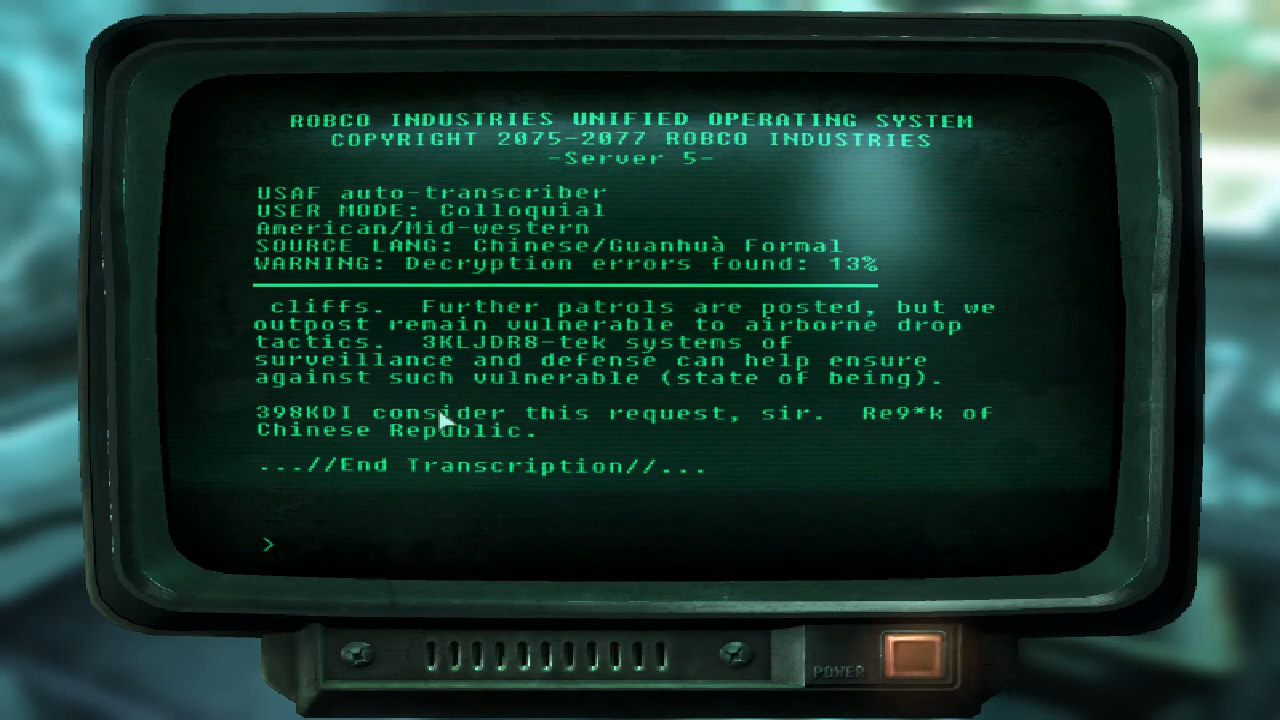 ROBCO INDUSTRIES UNIFIED OPERATING SYSTEM
COPYRIGHT 2075-2077 ROBCO INDUSTRIES
-Server 5-
USAF auto-transcriber
USER MODE: Colloquial
American/Mid-western
SOURCE LANG: Chinese/Guanhuà Formal
WARNING: Decryption errors found: 13%
cliffs. Further patrols are posted, but we
outpost remain vulnerable to airborne drop
tactics. 3KLJDR8-tek systems of
surveillance and defense can help ensure
against such vulnerable (state of being).
398KDI consider this request, sir. Re9*k of
Chinese Republic.
...//End Transcription//...
>
POWER